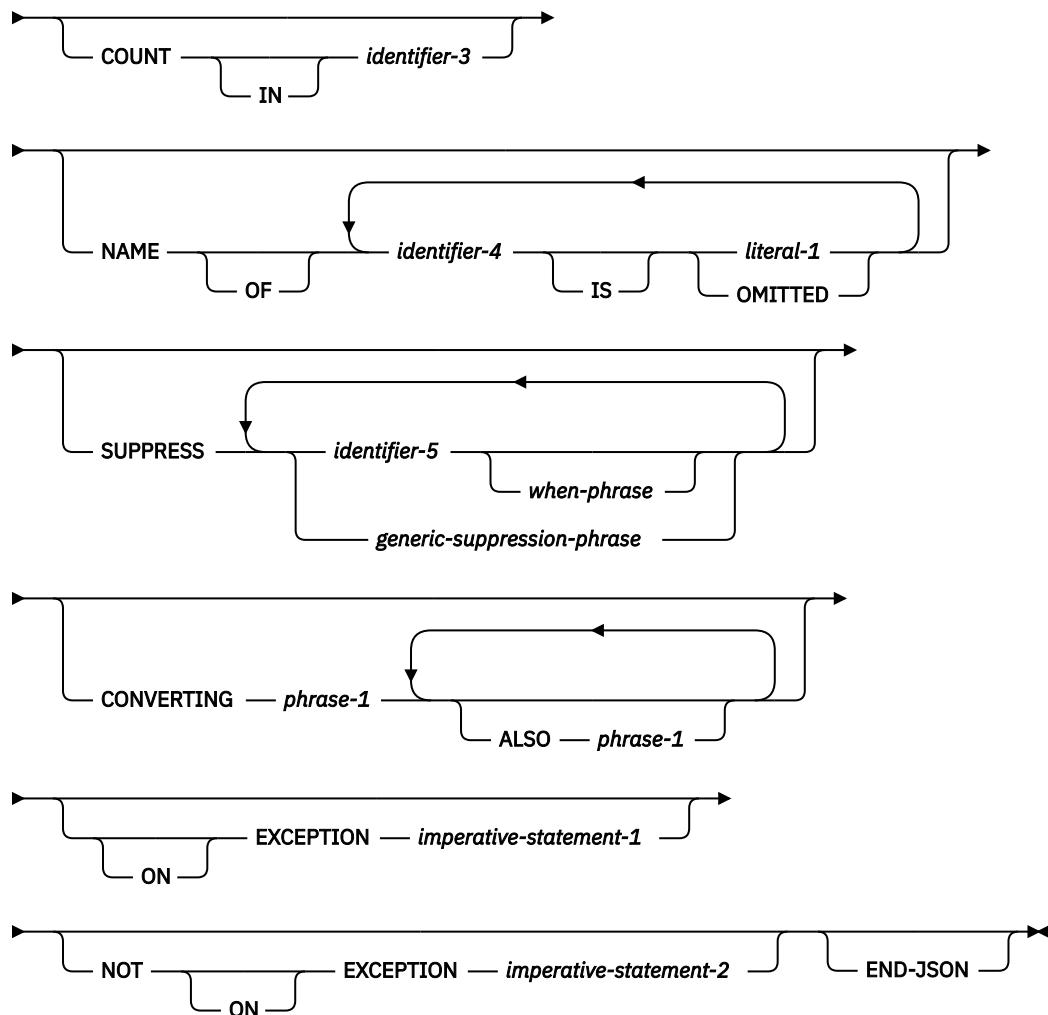 COUNT identifier-3
IN
NAME identifier-4 literal-1
OF IS OMITTED
SUPPRESS identifier-5
when-phrase
generic-suppression-phrase
CONVERTING phrase-1
ALSO phrase-1
EXCEPTION imperative-statement-1
ON
NOT EXCEPTION imperative-statement-2 END-JSON
ON